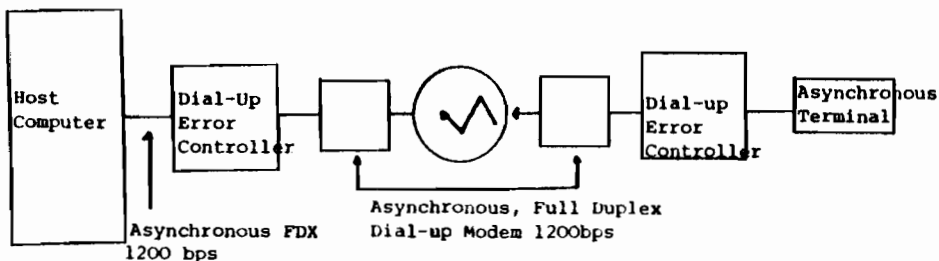 Host
Computer
Dial-Up
Error
Controller
Dial-up
Error
Controller
Asynchronous
Terminal
Asynchronous FDX
1200 bps
Asynchronous, Full Duplex
Dial-up Modem 1200bps